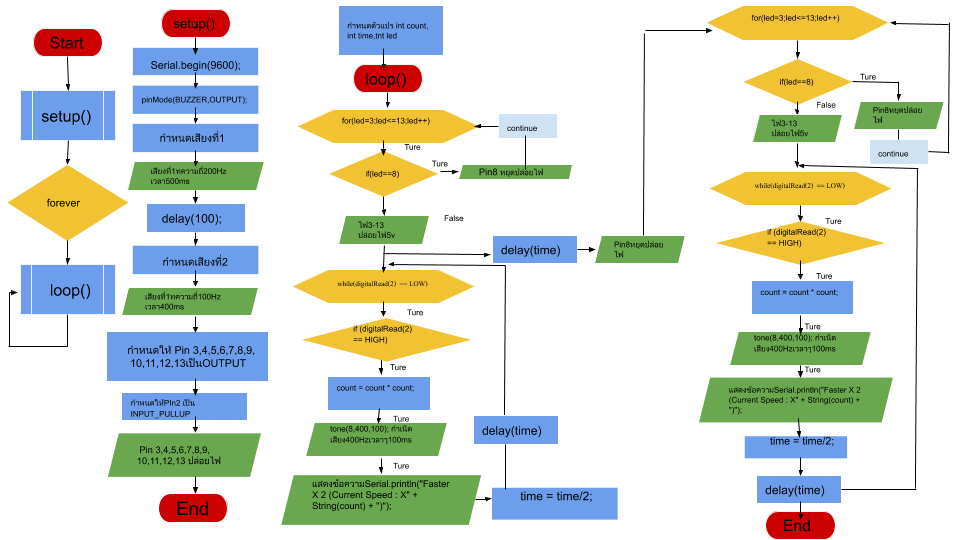 Start
setup()
forever
loop()
setup()
Serial.begin(9600);
pinMode(BUZZER,OUTPUT);
กำหนดเสียงที่1
เสียงที่1ทความถี่200Hz
เวลา500ms
delay(100);
กำหนดเสียงที่2
เสียงที่1ทความถี่100Hz
เวลา400ms
กำหนดให้ Pin 3,4,5,6,7,8,9,
10,11,12,13เป็นOUTPUT
กำหนดให้PIn2 เป็น
INPUT_PULLUP
Pin 3,4,5,6,7,8,9,
10,11,12,13 ปล่อยไฟ
End
กำหนดตัวแปร int count,
int time,tnt led
loop()
for(led=3;led<=13;led++)
continue
Ture
if(led==8)
Ture
Pin8 หยุดปล่อยไฟ
False
ไฟ3-13
ปล่อยไฟ5v
delay(time)
Pin8หยุดปล่อย
ไฟ
while(digitalRead(2) == LOW)
Ture
if (digitalRead(2)
== HIGH)
Ture
count = count * count;
Ture
tone(8,400,100); กำเนิด
เสียง400Hzเวลาๆ100ms
Ture
แสดงข้อความSerial.println("Faster
X 2 (Current Speed : X" +
String(count) + ")");
delay(time)
time = time/2;
for(led=3;led<=13;led++)
if(led==8)
Ture
False
Pin8หยุดปล่อย
ไฟ
ไฟ3-13
ปล่อยไฟ5v
continue
while(digitalRead(2) == LOW)
Ture
if (digitalRead(2)
== HIGH)
Ture
count = count * count;
Ture
tone(8,400,100); กำเนิด
เสียง400Hzเวลาๆ100ms
Ture
แสดงข้อความSerial.println("Faster X 2
(Current Speed : X" + String(count) +
")");
time = time/2;
delay(time)
End